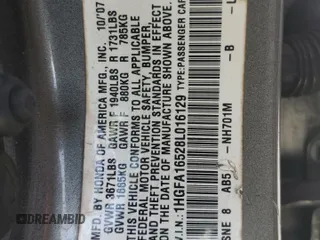 MFD. BY HONDA OF AMERICA MFG., INC. 10/'07
GVWR 3671LBS GAWR F 1940LBS R 1731LBS
GVWR 1665KG GAWR F 880KG R 785KG
THIS VEHICLE CONFORMS TO ALL APPLICABLE
FEDERAL MOTOR VEHICLE SAFETY, BUMPER,
AND THEFT PREVENTION STANDARDS IN EFFECT
ON THE DATE OF MANUFACTURE SHOWN ABOVE.
V.I.N.: 1HGFA16528L016129 TYPE:PASSENGER CAR
SNE 8 AB5 NH701M B